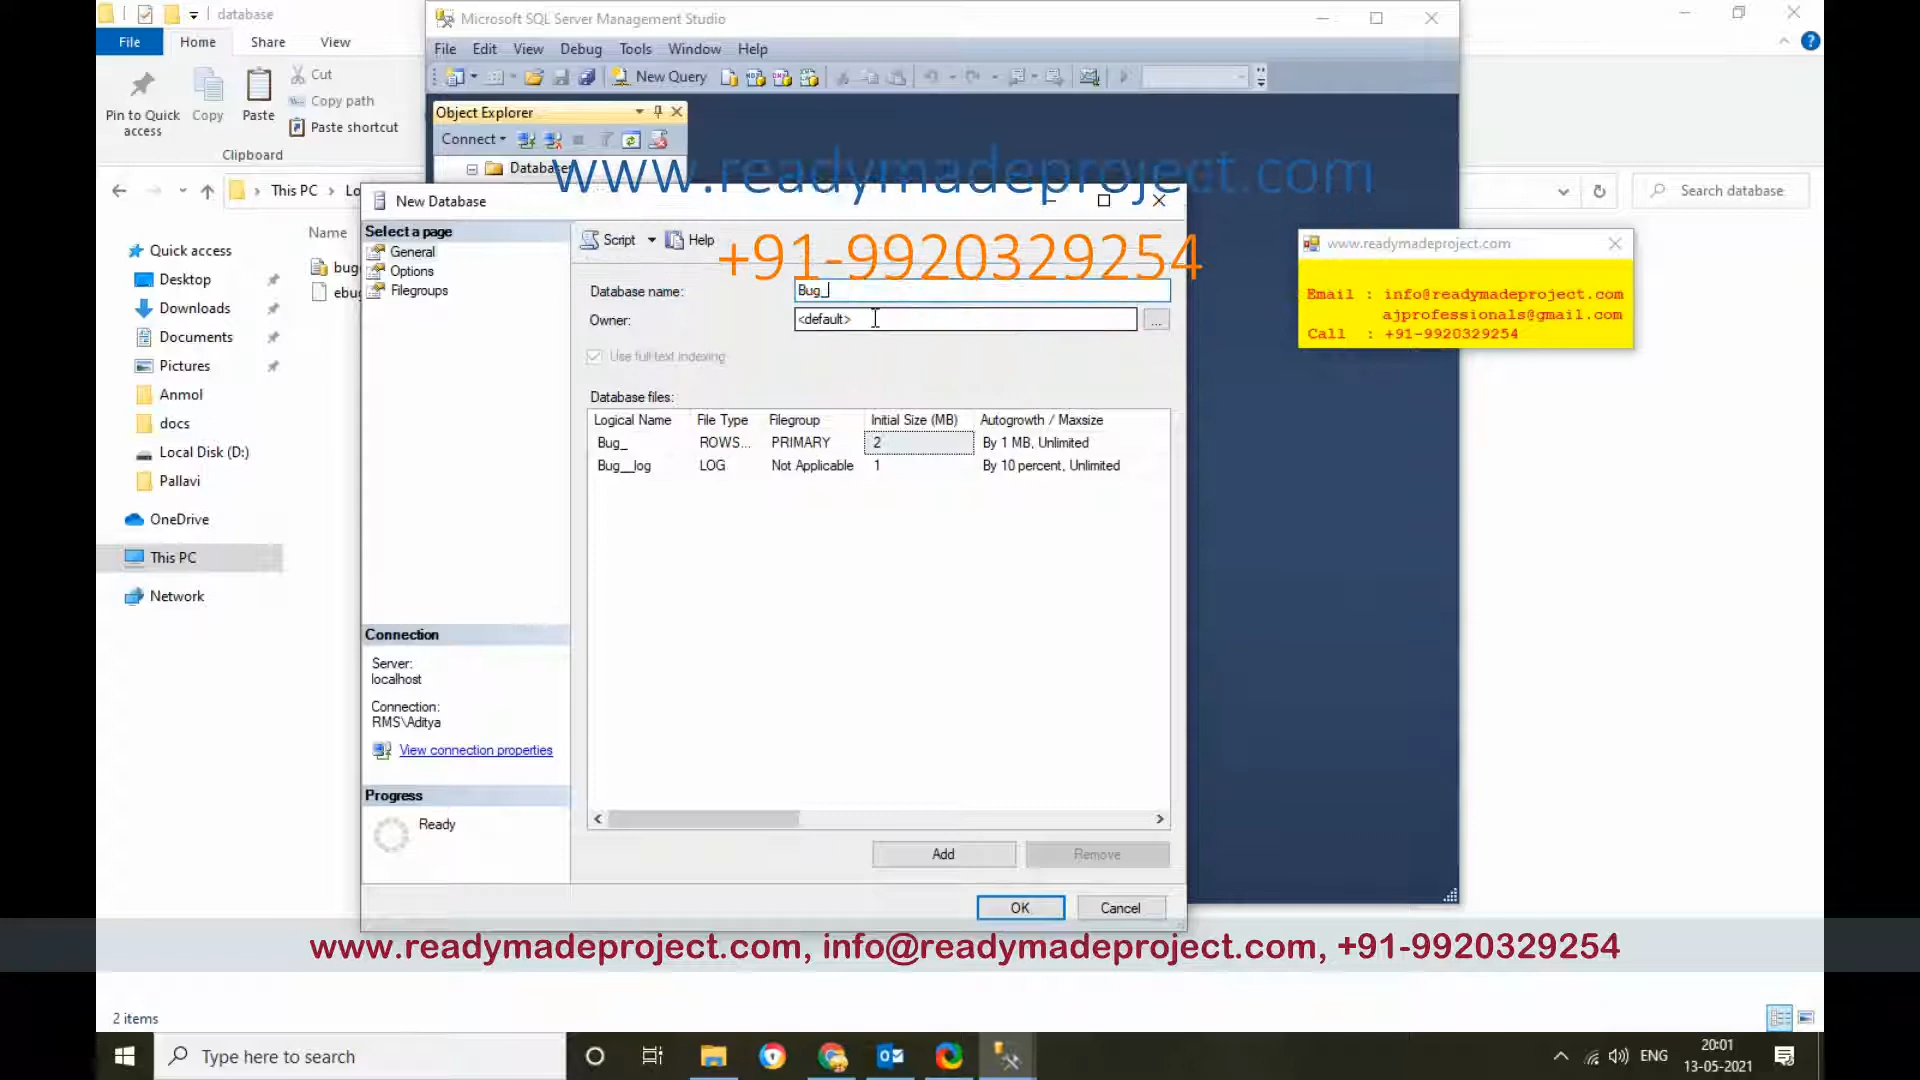 database
Microsoft SQL Server Management Studio
File Home Share View
File Edit View Debug Tools Window Help
New Query
Pin to Quick access
Copy
Paste
Cut
Copy path
Paste shortcut
Clipboard
Object Explorer
Connect
Database
www.readymadeproject.com
+91-9920329254
This PC
Search database
Name
bug
ebug
Quick access
Desktop
Downloads
Documents
Pictures
Anmol
docs
Local Disk (D:)
Pallavi
OneDrive
This PC
Network
New Database
Select a page
General
Options
Filegroups
Script Help
Database name: Bug_
Owner: <default> ...
Use full-text indexing
Database files:
Logical Name File Type Filegroup Initial Size (MB) Autogrowth / Maxsize
Bug_ ROWS... PRIMARY 2 By 1 MB, Unlimited
Bug__log LOG Not Applicable 1 By 10 percent, Unlimited
Connection
Server:
localhost
Connection:
RMS\Aditya
View connection properties
Progress
Ready
Add Remove
OK Cancel
www.readymadeproject.com
Email : info@readymadeproject.com
ajprofessionals@gmail.com
Call : +91-9920329254
www.readymadeproject.com, info@readymadeproject.com, +91-9920329254
2 items
Type here to search
ENG
20:01
13-05-2021